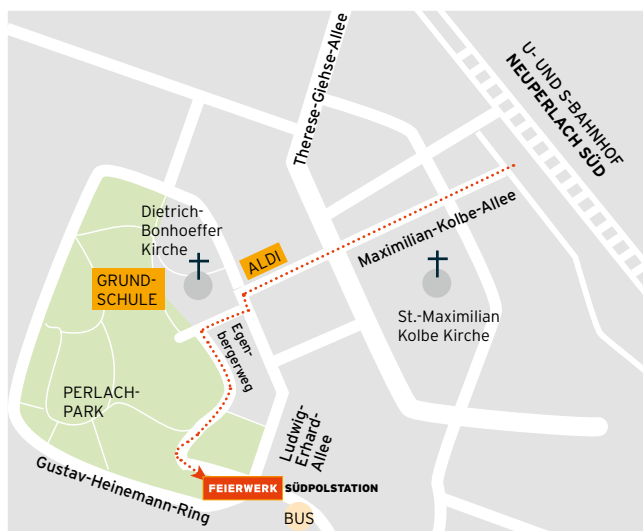 Therese-Giehse-Allee
U- UND S-BAHNHOF
NEUPERLACH SÜD
Dietrich-
Bonhoeffer
Kirche
ALDI
Maximilian-Kolbe-Allee
GRUND-
SCHULE
St.-Maximilian
Kolbe Kirche
Egen-
bergerweg
PERLACH-
PARK
Ludwig-
Erhard-
Allee
Gustav-Heinemann-Ring
FEIERWERK SÜDPOLSTATION
BUS